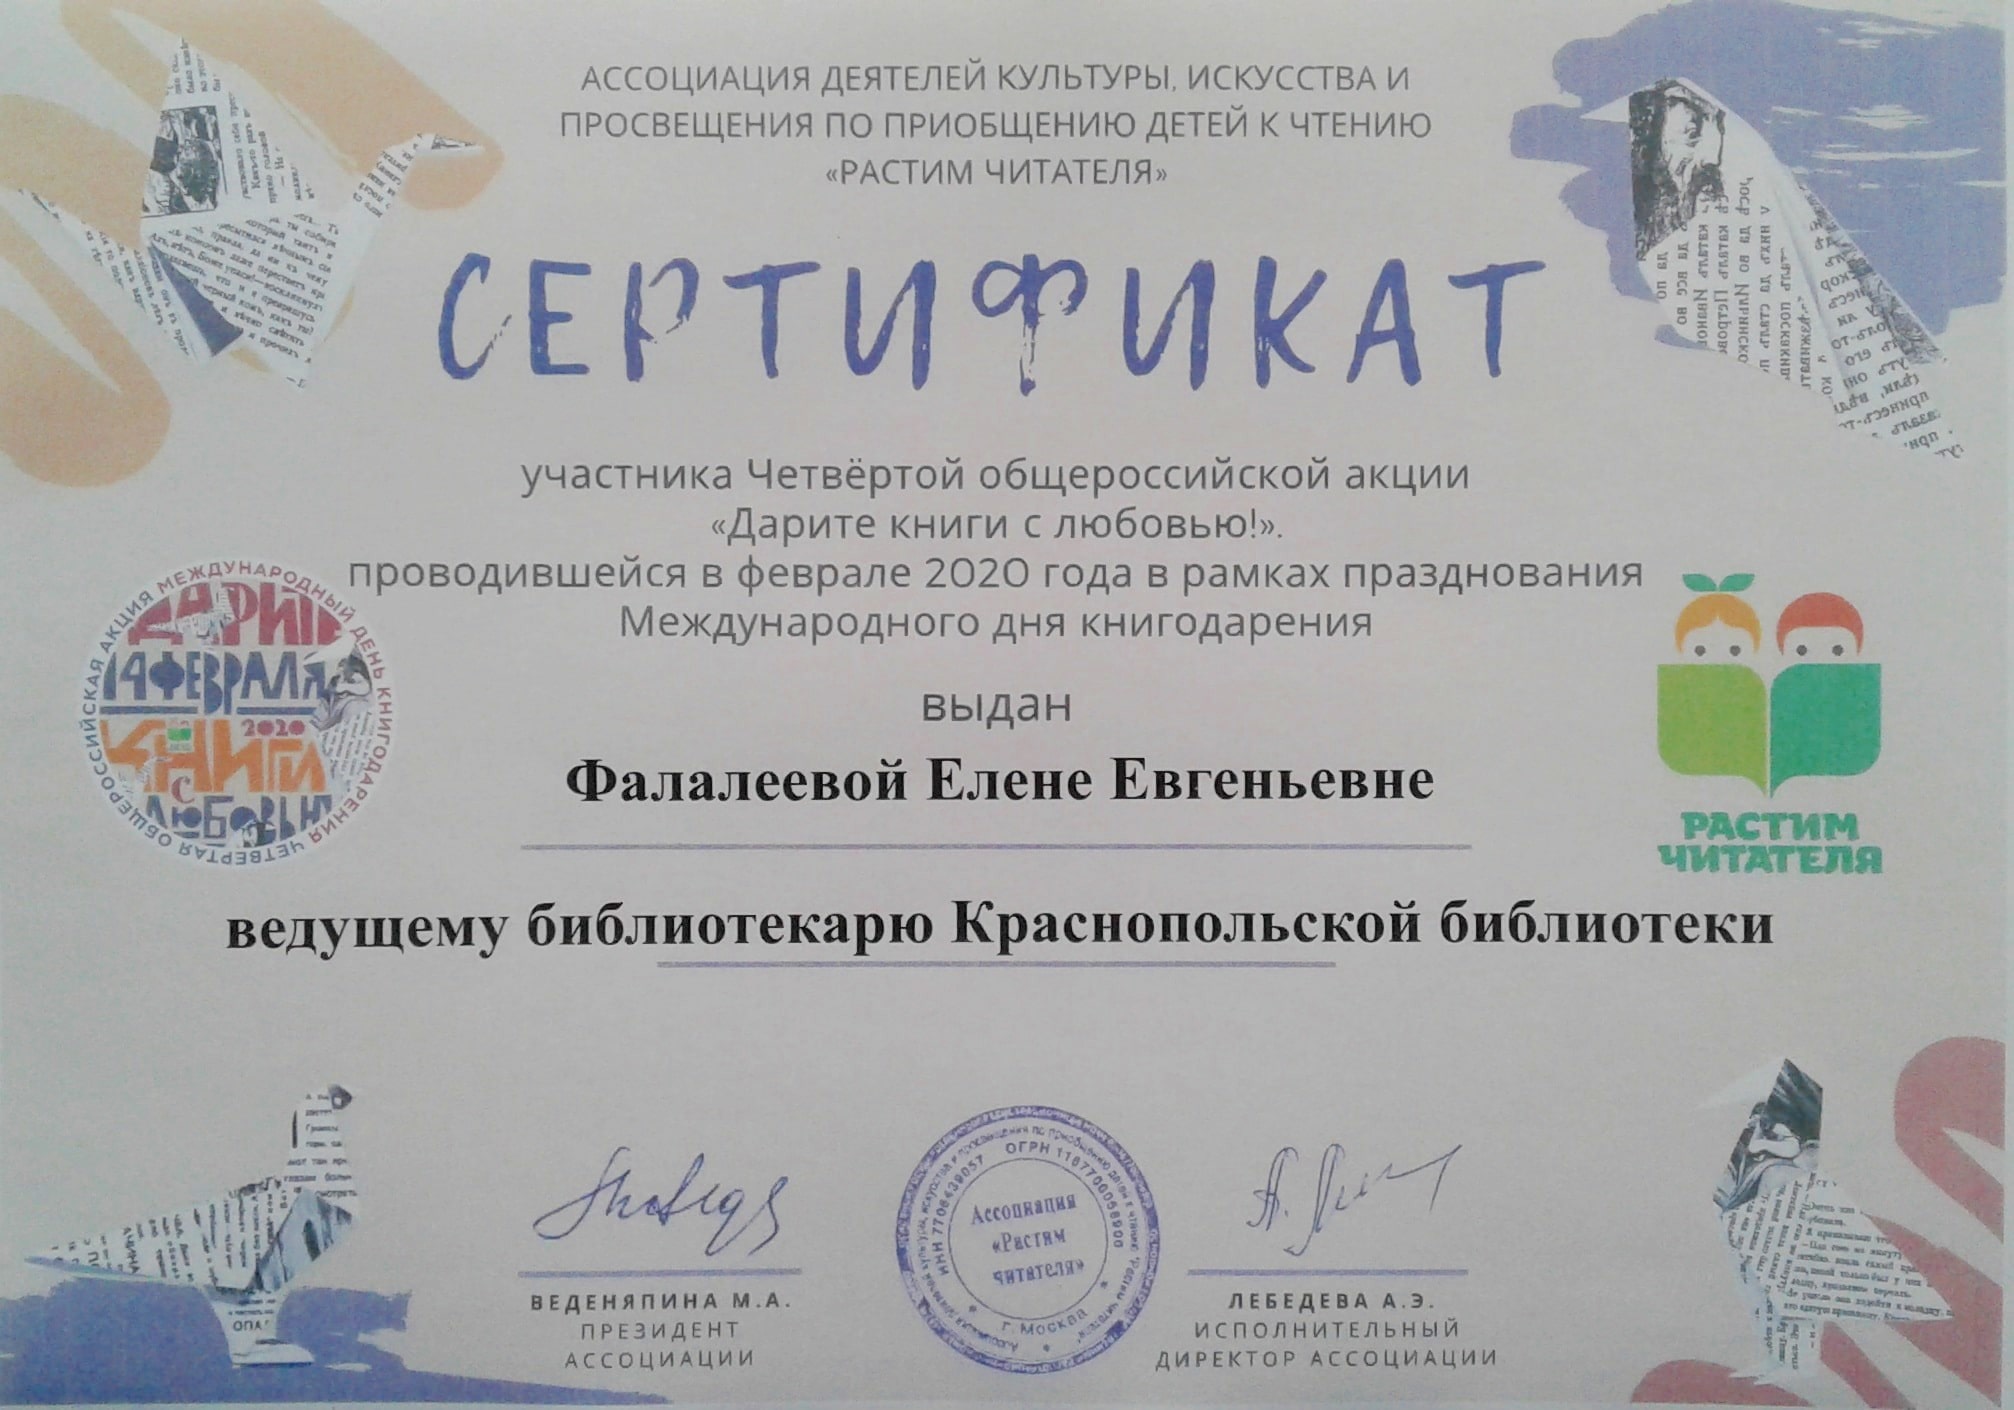 АССОЦИАЦИЯ ДЕЯТЕЛЕЙ КУЛЬТУРЫ, ИСКУССТВА И
ПРОСВЕЩЕНИЯ ПО ПРИОБЩЕНИЮ ДЕТЕЙ К ЧТЕНИЮ
«РАСТИМ ЧИТАТЕЛЯ»
СЕРТИФИКАТ
участника Четвёртой общероссийской акции
«Дарите книги с любовью!».
проводившейся в феврале 2020 года в рамках празднования
Международного дня книгодарения
ЧЕТВЕРТАЯ ОБЩЕРОССИЙСКАЯ АКЦИЯ МЕЖДУНАРОДНЫЙ ДЕНЬ КНИГОДАРЕНИЯ
ДАРИТЕ
14 ФЕВРАЛЯ
2020
КНИГИ
С
ЛЮБОВЬЮ
РАСТИМ
ЧИТАТЕЛЯ
выдан
Фалалеевой Елене Евгеньевне
ведущему библиотекарю Краснопольской библиотеки
ВЕДЕНЯПИНА М.А.
ПРЕЗИДЕНТ
АССОЦИАЦИИ
ИНН 7706439057 ОГРН 1167700058900
Ассоциация
«Растим
читателя»
г. Москва
ЛЕБЕДЕВА А.Э.
ИСПОЛНИТЕЛЬНЫЙ
ДИРЕКТОР АССОЦИАЦИИ